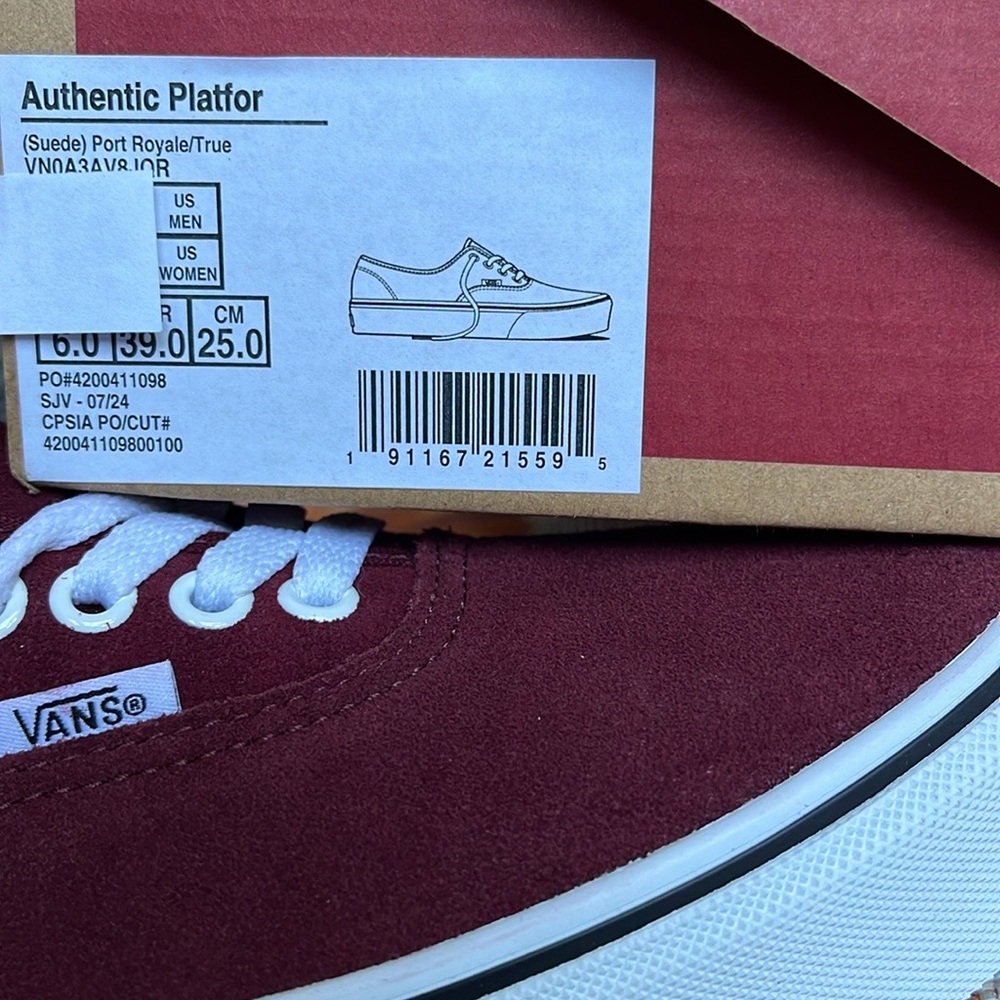 Authentic Platfor
(Suede) Port Royale/True
VN0A3AV8JQR
US
MEN
US
WOMEN
R CM
6.0 39.0 25.0
PO#4200411098
SJV - 07/24
CPSIA PO/CUT#
420041109800100
1 91167 21559 5
VANS®